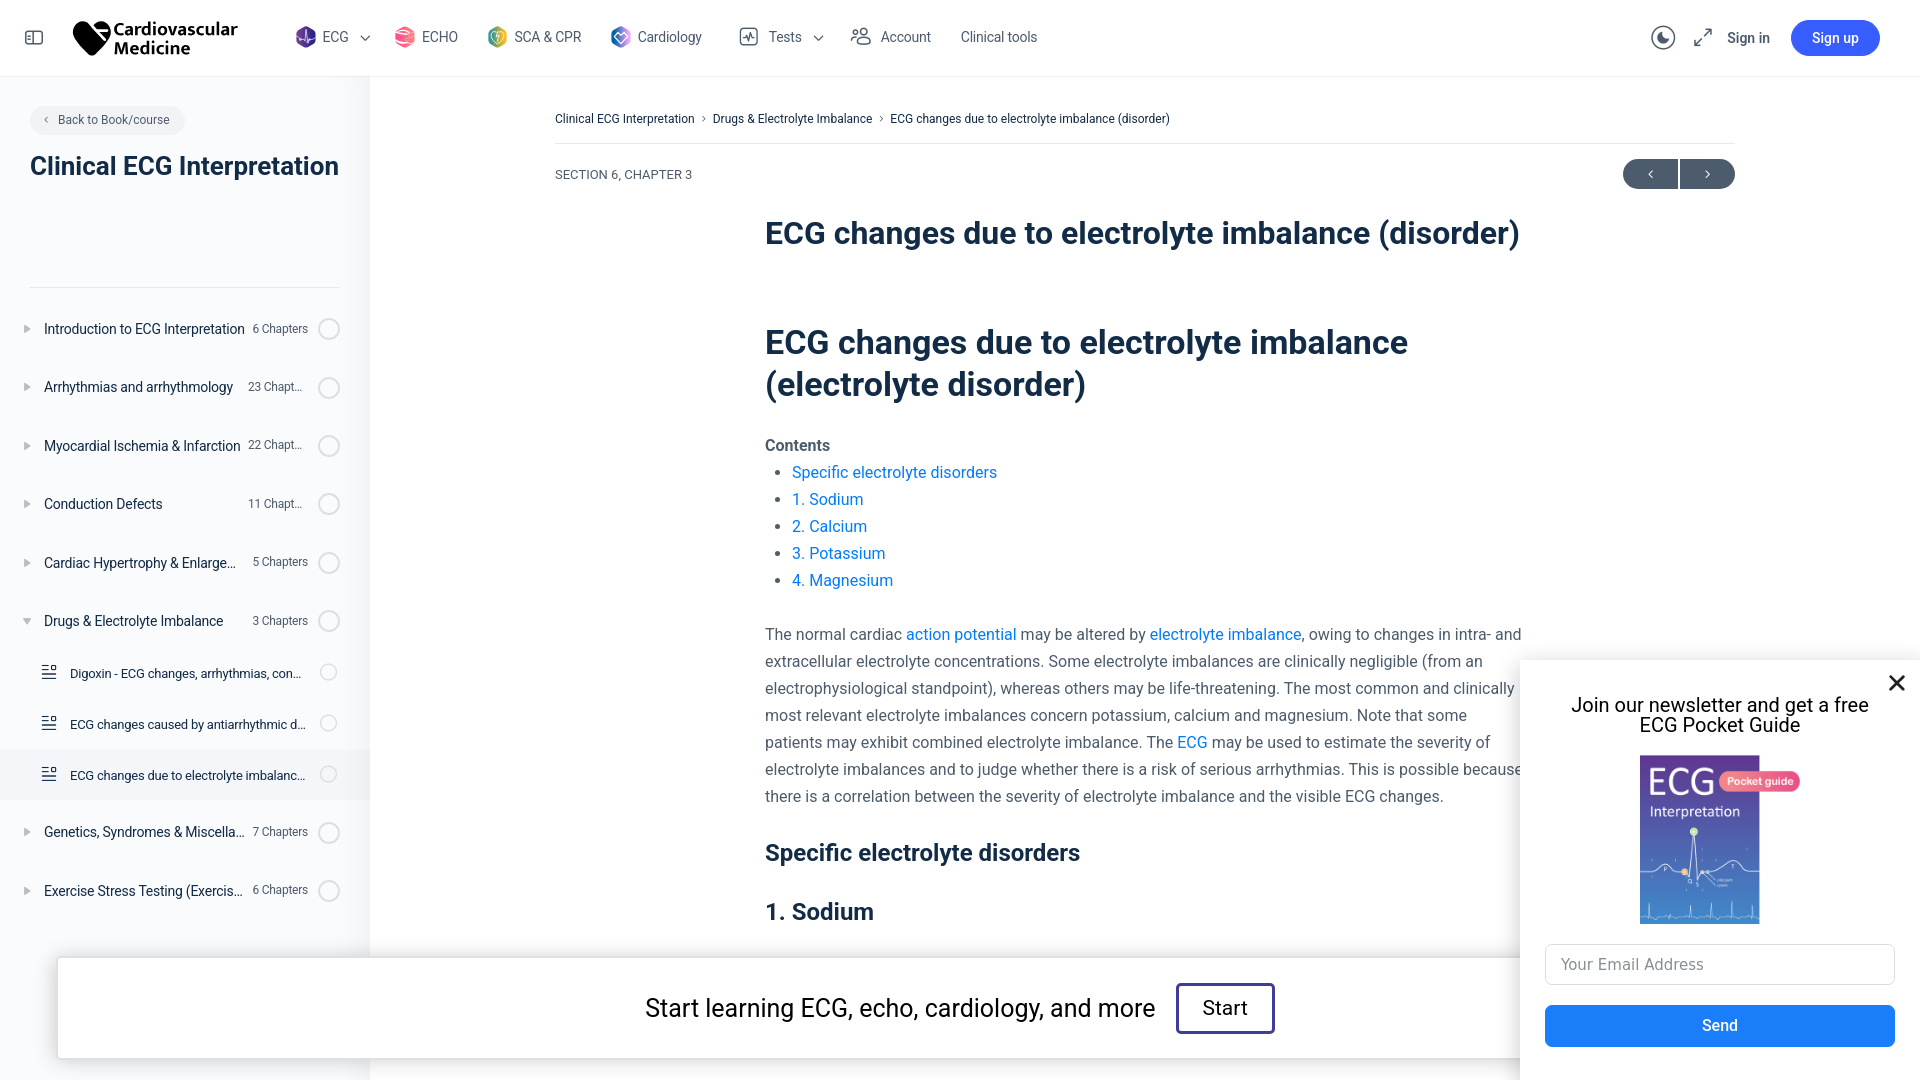 Cardiovascular
Medicine
ECG
ECHO
SCA & CPR
Cardiology
Tests
Account
Clinical tools
Sign in
Sign up
Back to Book/course
Clinical ECG Interpretation
Introduction to ECG Interpretation 6 Chapters
Arrhythmias and arrhythmology 23 Chapt...
Myocardial Ischemia & Infarction 22 Chapt...
Conduction Defects 11 Chapt...
Cardiac Hypertrophy & Enlarge... 5 Chapters
Drugs & Electrolyte Imbalance 3 Chapters
Digoxin - ECG changes, arrhythmias, con...
ECG changes caused by antiarrhythmic d...
ECG changes due to electrolyte imbalanc...
Genetics, Syndromes & Miscella... 7 Chapters
Exercise Stress Testing (Exercis... 6 Chapters
Clinical ECG Interpretation › Drugs & Electrolyte Imbalance › ECG changes due to electrolyte imbalance (disorder)
SECTION 6, CHAPTER 3
ECG changes due to electrolyte imbalance (disorder)
ECG changes due to electrolyte imbalance
(electrolyte disorder)
Contents
• Specific electrolyte disorders
• 1. Sodium
• 2. Calcium
• 3. Potassium
• 4. Magnesium
The normal cardiac action potential may be altered by electrolyte imbalance, owing to changes in intra- and
extracellular electrolyte concentrations. Some electrolyte imbalances are clinically negligible (from an
electrophysiological standpoint), whereas others may be life-threatening. The most common and clinically
most relevant electrolyte imbalances concern potassium, calcium and magnesium. Note that some
patients may exhibit combined electrolyte imbalance. The ECG may be used to estimate the severity of
electrolyte imbalances and to judge whether there is a risk of serious arrhythmias. This is possible because
there is a correlation between the severity of electrolyte imbalance and the visible ECG changes.
Specific electrolyte disorders
1. Sodium
Start learning ECG, echo, cardiology, and more
Start
Join our newsletter and get a free
ECG Pocket Guide
ECG
Pocket guide
Interpretation
P
Q
S
T
Your Email Address
Send